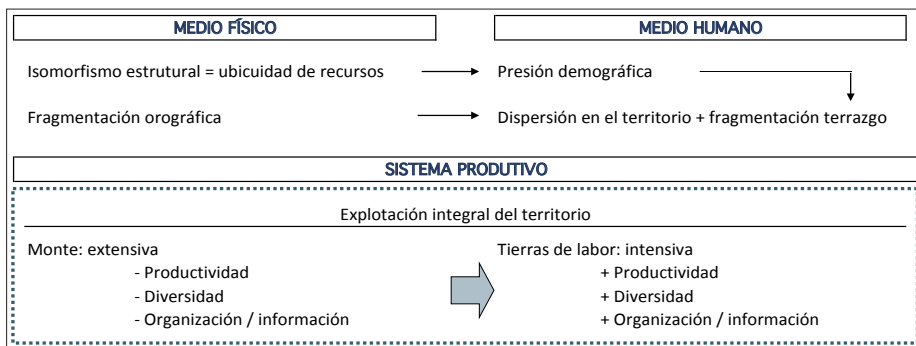 MEDIO FÍSICO
MEDIO HUMANO
Isomorfismo estrutural = ubicuidad de recursos
Presión demográfica
Fragmentación orográfica
Dispersión en el territorio + fragmentación terrazgo
SISTEMA PRODUTIVO
Explotación integral del territorio
Monte: extensiva
- Productividad
- Diversidad
- Organización / información
Tierras de labor: intensiva
+ Productividad
+ Diversidad
+ Organización / información